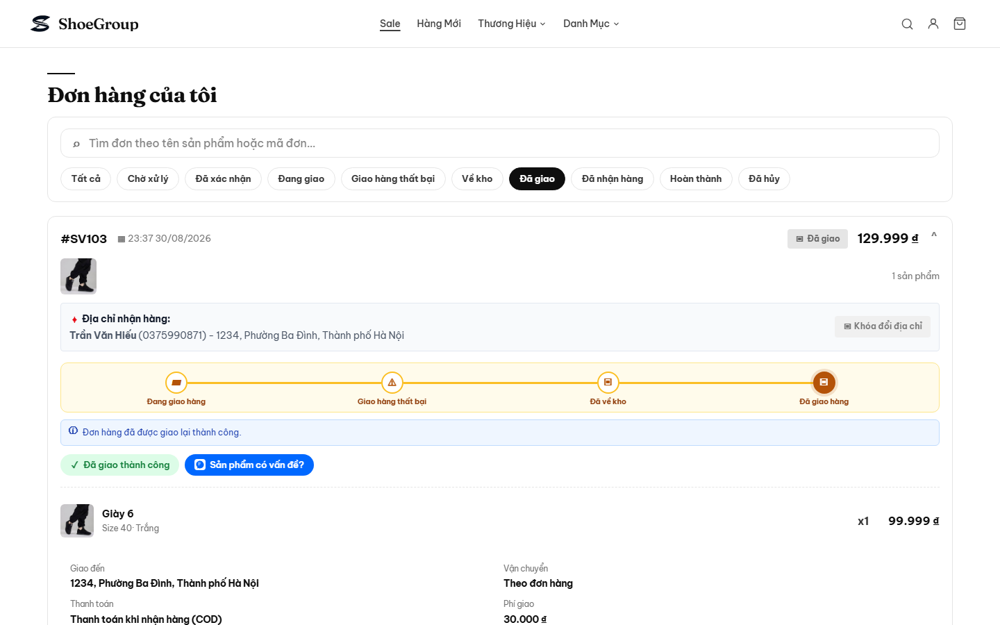 ShoeGroup
Sale
Hàng Mới
Thương Hiệu
Danh Mục
Đơn hàng của tôi
Tìm đơn theo tên sản phẩm hoặc mã đơn...
Tất cả
Chờ xử lý
Đã xác nhận
Đang giao
Giao hàng thất bại
Về kho
Đã giao
Đã nhận hàng
Hoàn thành
Đã hủy
#SV103
23:37 30/08/2026
Đã giao
129.999 ₫
1 sản phẩm
Địa chỉ nhận hàng:
Trần Văn Hiếu (0375990871) - 1234, Phường Ba Đình, Thành phố Hà Nội
Khóa đổi địa chỉ
Đang giao hàng
Giao hàng thất bại
Đã về kho
Đã giao hàng
Đơn hàng đã được giao lại thành công.
Đã giao thành công
Sản phẩm có vấn đề?
Giày 6
Size 40· Trắng
x1
99.999 ₫
Giao đến
1234, Phường Ba Đình, Thành phố Hà Nội
Vận chuyển
Theo đơn hàng
Thanh toán
Thanh toán khi nhận hàng (COD)
Phí giao
30.000 ₫